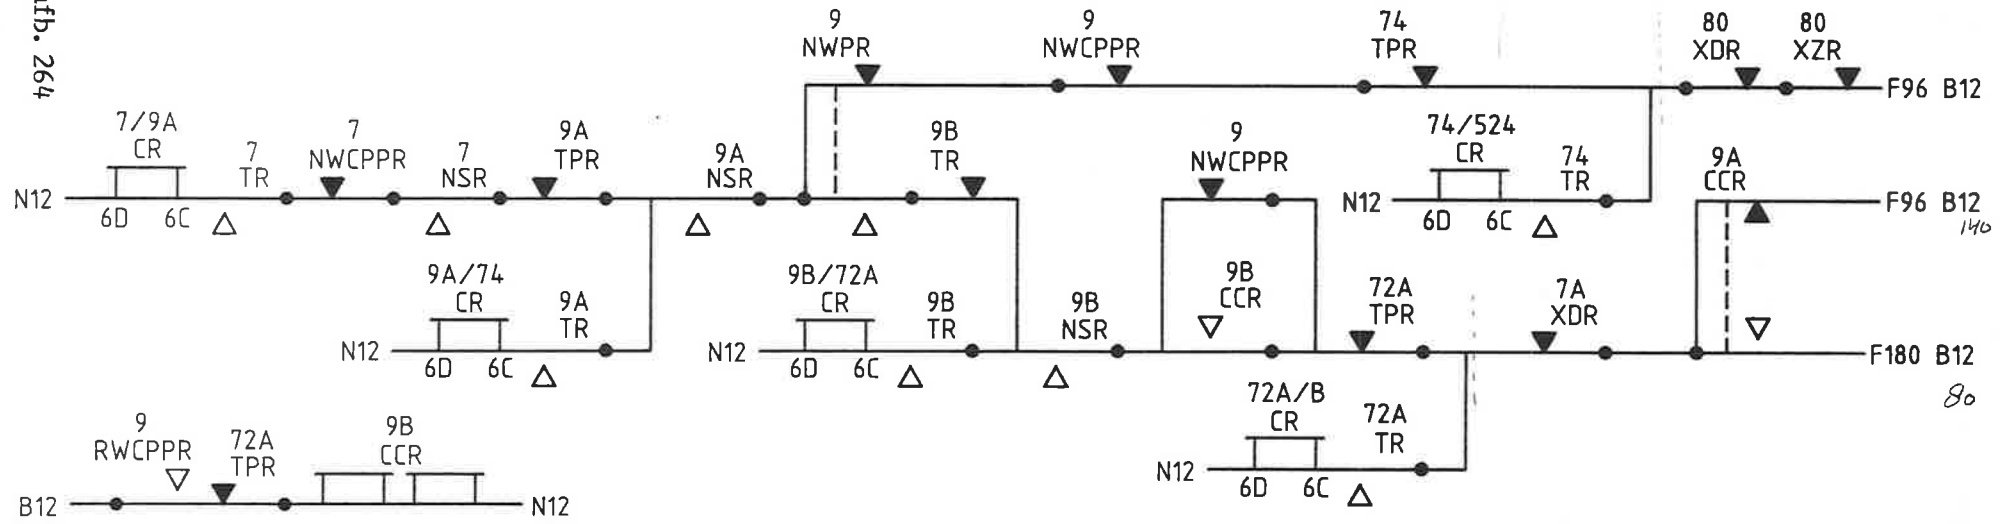 Afb. 264
9
NWPR
9
NWCPPR
74
TPR
80
XDR
80
XZR
F96 B12
7/9A
CR
6D 6C
7
TR
7
NWCPPR
7
NSR
9A
TPR
9A
NSR
9B
TR
9
NWCPPR
74/524
CR
6D 6C
74
TR
9A
CCR
N12
N12
F96 B12
140
9A/74
CR
6D 6C
9A
TR
9B/72A
CR
6D 6C
9B
TR
9B
NSR
9B
CCR
72A
TPR
7A
XDR
N12
N12
F180 B12
80
72A/B
CR
6D 6C
72A
TR
N12
9
RWCPPR
72A
TPR
9B
CCR
B12
N12